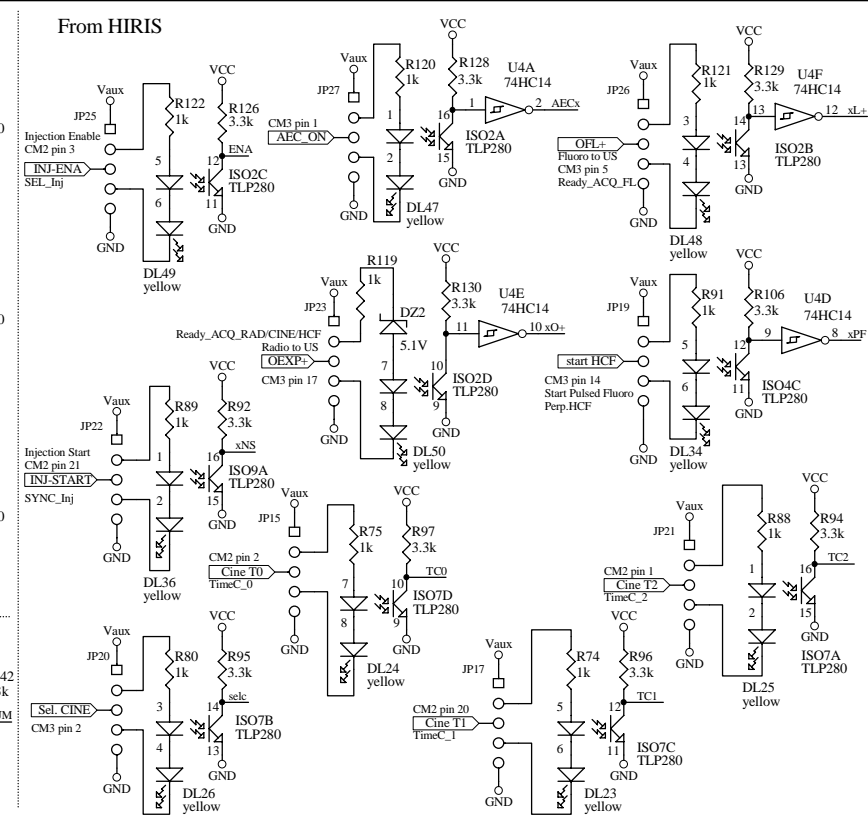 From HIRIS
Vaux
JP25
Injection Enable
CM2 pin 3
INJ-ENA
SEL_Inj
GND
R122
1k
5
6
DL49
yellow
VCC
R126
3.3k
ENA
12
11
ISO2C
TLP280
GND
Vaux
JP27
CM3 pin 1
AEC_ON
GND
R120
1k
1
2
DL47
yellow
VCC
R128
3.3k
16
15
ISO2A
TLP280
GND
U4A
74HC14
1
2
AECx
Vaux
JP26
OFL+
Fluoro to US
CM3 pin 5
Ready_ACQ_FL
GND
R121
1k
3
4
DL48
yellow
VCC
R129
3.3k
14
13
ISO2B
TLP280
GND
U4F
74HC14
13
12
xL+
Vaux
JP23
Ready_ACQ_RAD/CINE/HCF
Radio to US
OEXP+
CM3 pin 17
GND
R119
1k
DZ2
5.1V
7
8
DL50
yellow
VCC
R130
3.3k
10
9
ISO2D
TLP280
GND
U4E
74HC14
11
10
xO+
Vaux
JP19
start HCF
CM3 pin 14
Start Pulsed Fluoro
Perp.HCF
GND
R91
1k
5
6
DL34
yellow
VCC
R106
3.3k
12
11
ISO4C
TLP280
GND
U4D
74HC14
9
8
xPF
Vaux
JP22
Injection Start
CM2 pin 21
INJ-START
SYNC_Inj
GND
R89
1k
1
2
DL36
yellow
VCC
R92
3.3k
xNS
16
15
ISO9A
TLP280
GND
Vaux
JP15
CM2 pin 2
Cine T0
TimeC_0
GND
R75
1k
7
8
DL24
yellow
VCC
R97
3.3k
TC0
10
9
ISO7D
TLP280
GND
Vaux
JP21
CM2 pin 1
Cine T2
TimeC_2
GND
R88
1k
1
2
DL25
yellow
VCC
R94
3.3k
TC2
16
15
ISO7A
TLP280
GND
Vaux
JP20
Sel. CINE
CM3 pin 2
GND
R80
1k
3
4
DL26
yellow
VCC
R95
3.3k
selc
14
13
ISO7B
TLP280
GND
Vaux
JP17
CM2 pin 20
Cine T1
TimeC_1
GND
R74
1k
5
6
DL23
yellow
VCC
R96
3.3k
TC1
12
11
ISO7C
TLP280
GND